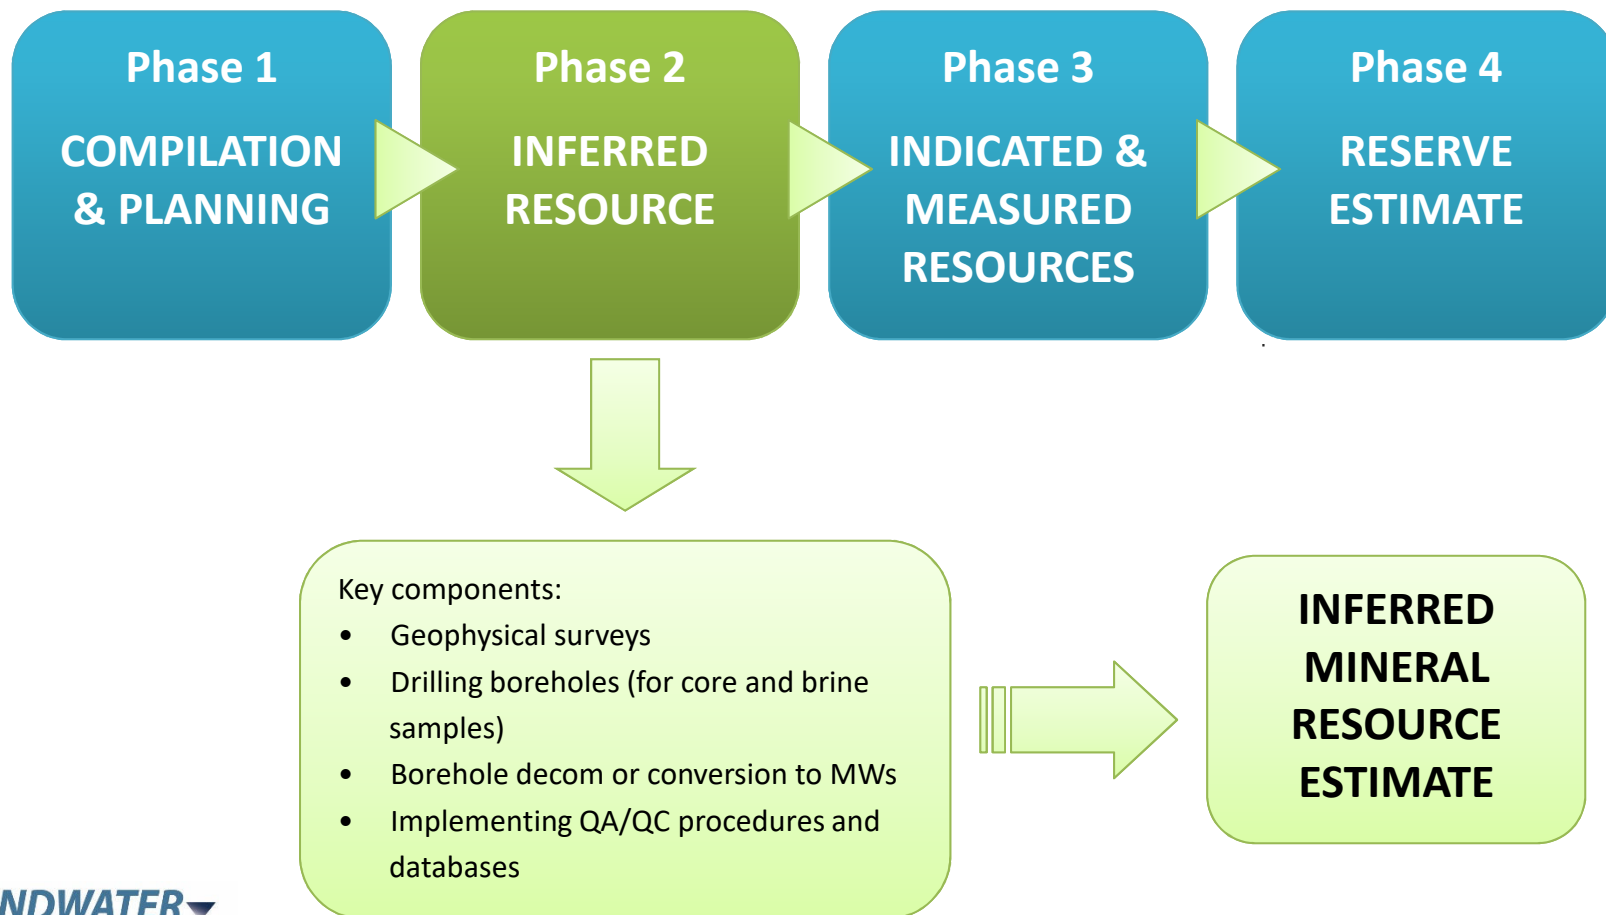 Phase 1
COMPILATION
& PLANNING
Phase 2
INFERRED
RESOURCE
Phase 3
INDICATED &
MEASURED
RESOURCES
Phase 4
RESERVE
ESTIMATE
Key components:
• Geophysical surveys
• Drilling boreholes (for core and brine
samples)
• Borehole decom or conversion to MWs
• Implementing QA/QC procedures and
databases
INFERRED
MINERAL
RESOURCE
ESTIMATE
NDWATER